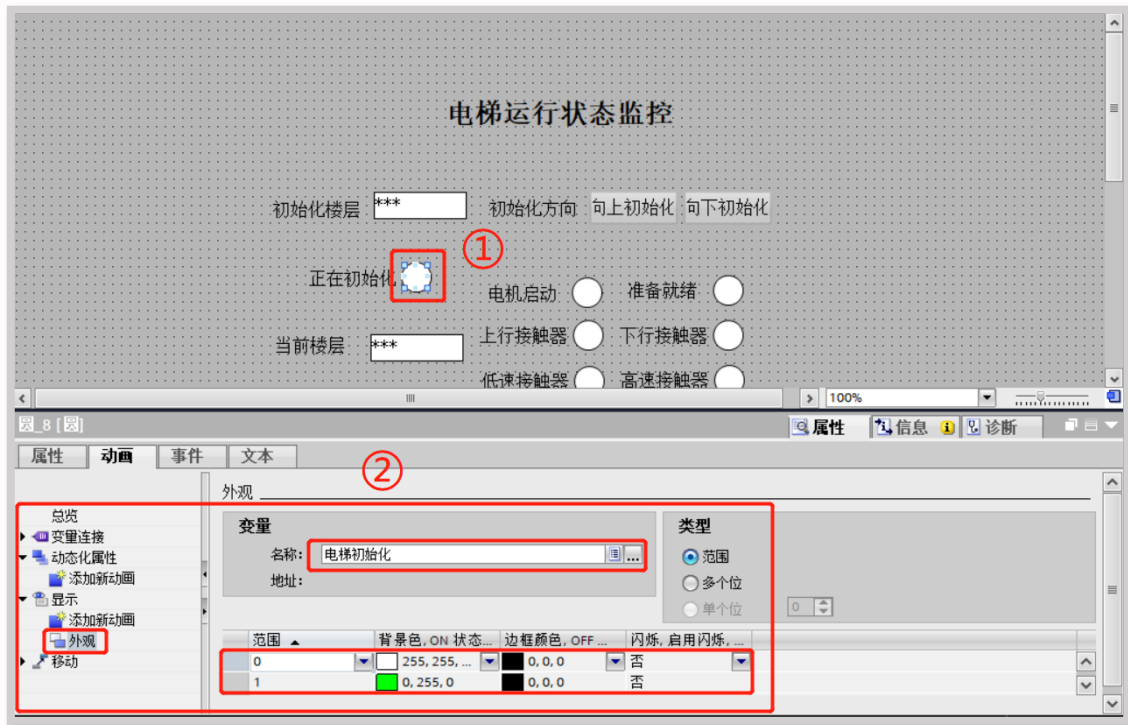 电梯运行状态监控
初始化楼层 *** 初始化方向 向上初始化 向下初始化
①
正在初始化
电机启动 准备就绪
当前楼层 *** 上行接触器 下行接触器
低速接触器 高速接触器
100%
圆_8 [圆] 属性 信息 诊断
属性 动画 事件 文本
②
外观
总览 变量 类型
变量连接 名称: 电梯初始化 ... 范围
动态化属性
添加新动画 地址: 多个位
显示 单个位 0
添加新动画
外观 范围 背景色, ON 状态... 边框颜色, OFF ... 闪烁, 启用闪烁, ...
移动 0 255, 255, ... 0, 0, 0 否
1 0, 255, 0 0, 0, 0 否